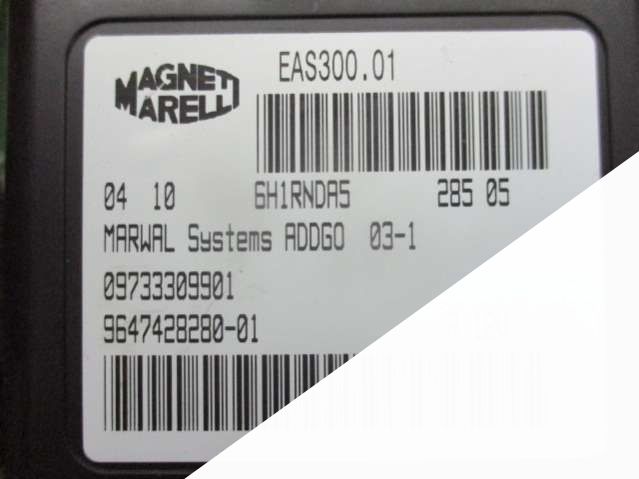 MAGNETI MARELLI
EAS300.01
04 10 6H1RNDA5 285 05
MARWAL Systems ADDGO 03-1
09733309901
9647428280-01